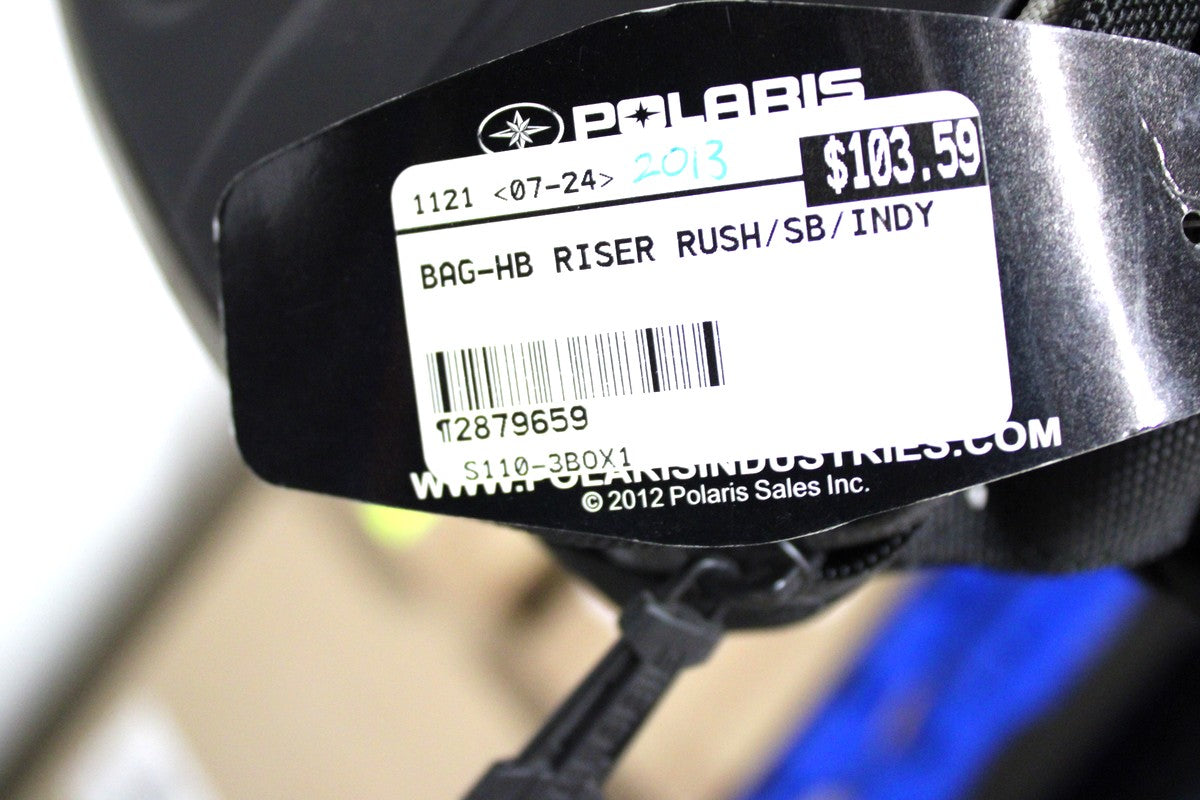 POLARIS
1121 <07-24> 2013
$103.59
BAG-HB RISER RUSH/SB/INDY
¶2879659
S110-3BOX1
WWW.POLARISINDUSTRIES.COM
© 2012 Polaris Sales Inc.